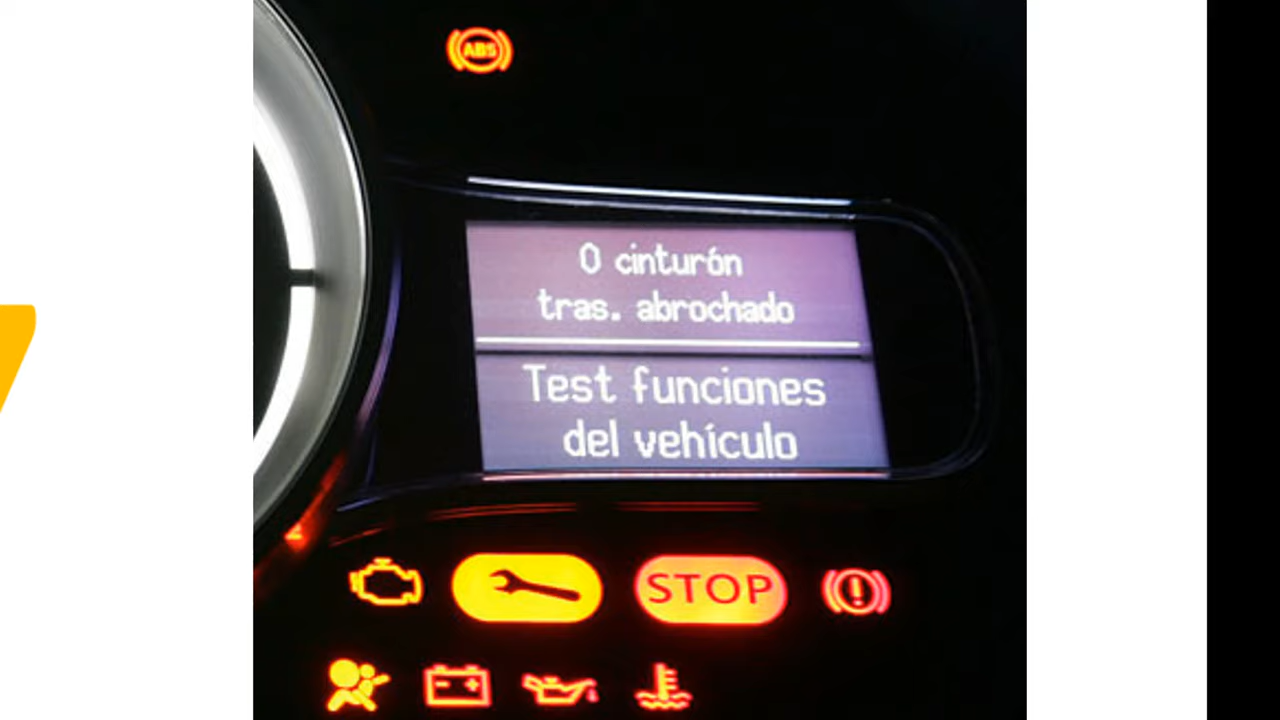 ABS
0 cinturón
tras. abrochado
Test funciones
del vehículo
STOP